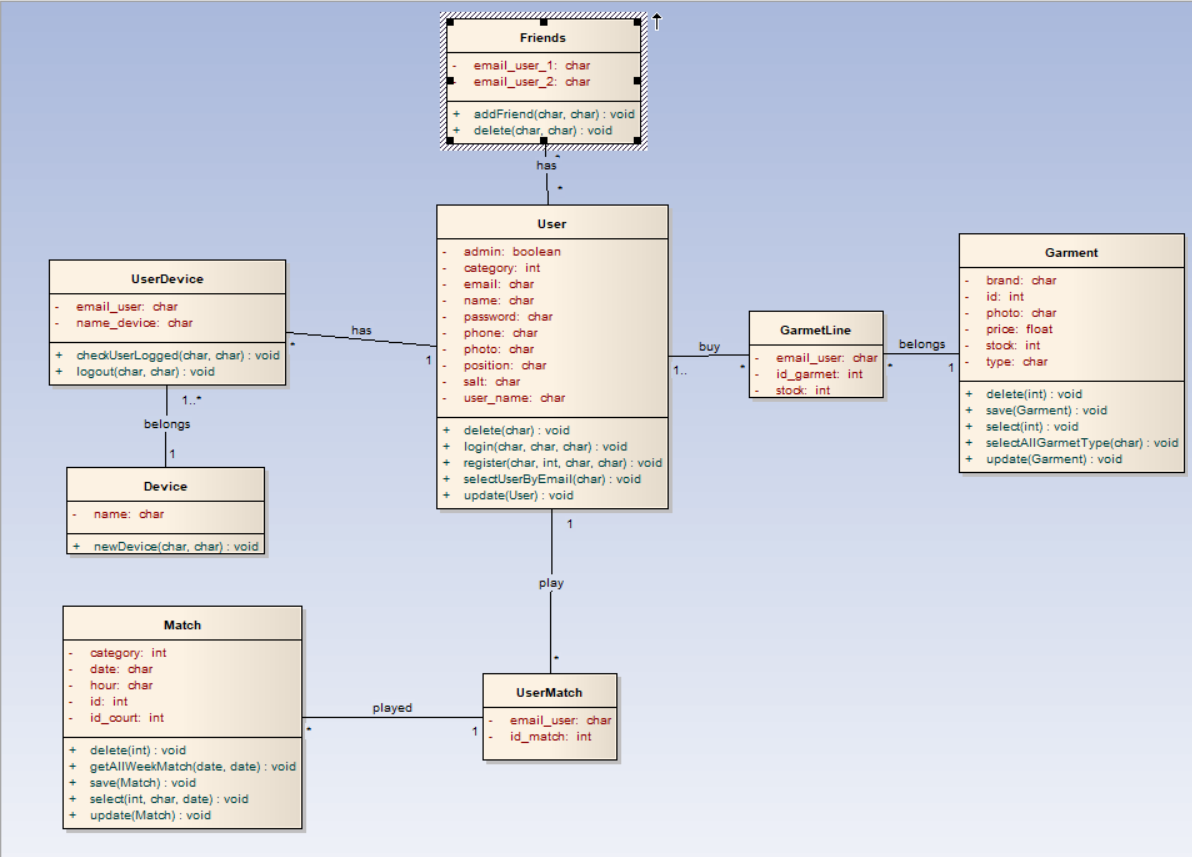 Friends
- email_user_1: char
- email_user_2: char
+ addFriend(char, char) : void
+ delete(char, char) : void
*
has
*
User
- admin: boolean
- category: int
- email: char
- name: char
- password: char
- phone: char
- photo: char
- position: char
- salt: char
- user_name: char
+ delete(char) : void
+ login(char, char, char) : void
+ register(char, int, char, char) : void
+ selectUserByEmail(char) : void
+ update(User) : void
UserDevice
- email_user: char
- name_device: char
+ checkUserLogged(char, char) : void
+ logout(char, char) : void
* has 1
1..*
belongs
1
Device
- name: char
+ newDevice(char, char) : void
buy
1.. *
GarmetLine
- email_user: char
- id_garmet: int
- stock: int
belongs
* 1
Garment
- brand: char
- id: int
- photo: char
- price: float
- stock: int
- type: char
+ delete(int) : void
+ save(Garment) : void
+ select(int) : void
+ selectAllGarmetType(char) : void
+ update(Garment) : void
1
play
*
Match
- category: int
- date: char
- hour: char
- id: int
- id_court: int
+ delete(int) : void
+ getAllWeekMatch(date, date) : void
+ save(Match) : void
+ select(int, char, date) : void
+ update(Match) : void
played
* 1
UserMatch
- email_user: char
- id_match: int